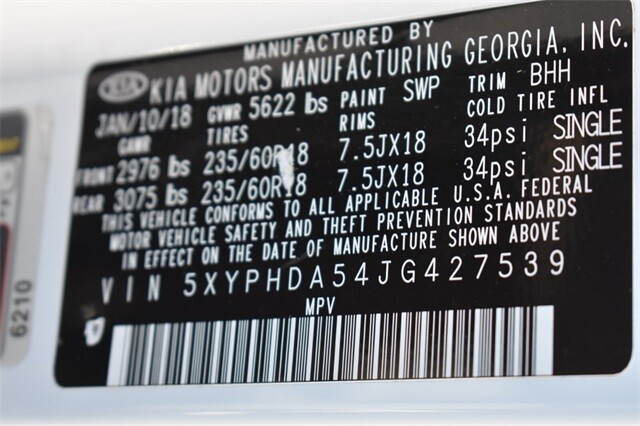 MANUFACTURED BY
KIA KIA MOTORS MANUFACTURING GEORGIA, INC.
JAN/10/18 GVWR 5622 lbs PAINT SWP TRIM BHH
GAWR TIRES RIMS COLD TIRE INFL
FRONT 2976 lbs 235/60R18 7.5JX18 34psi SINGLE
REAR 3075 lbs 235/60R18 7.5JX18 34psi SINGLE
THIS VEHICLE CONFORMS TO ALL APPLICABLE U.S.A. FEDERAL
MOTOR VEHICLE SAFETY AND THEFT PREVENTION STANDARDS
IN EFFECT ON THE DATE OF MANUFACTURE SHOWN ABOVE
VIN 5XYPHDA54JG427539
MPV
6210